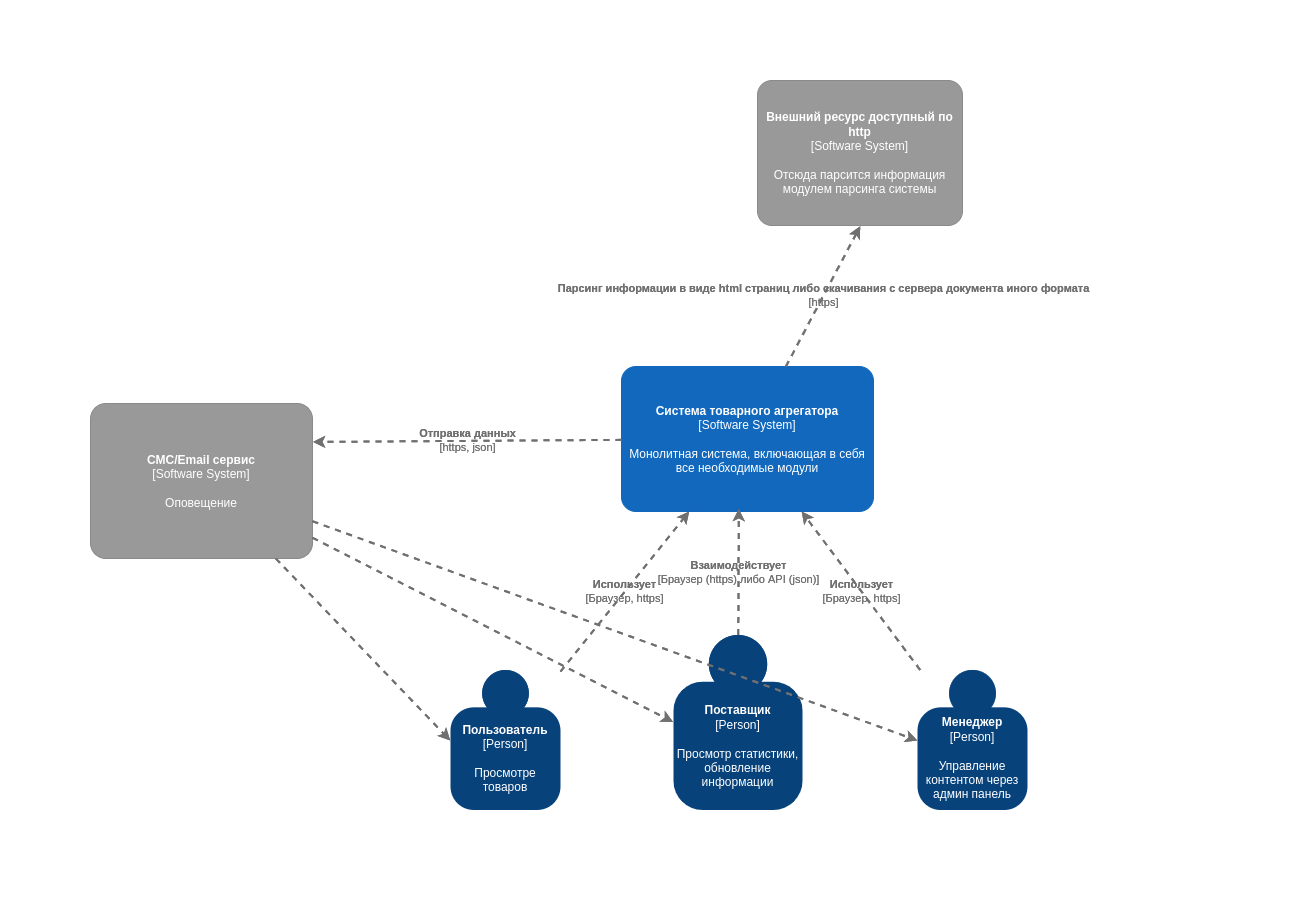 Внешний ресурс доступный по
http
[Software System]
Отсюда парсится информация
модулем парсинга системы
Парсинг информации в виде html страниц либо скачивания с сервера документа иного формата
[https]
Система товарного агрегатора
[Software System]
Монолитная система, включающая в себя
все необходимые модули
Отправка данных
[https, json]
СМС/Email сервис
[Software System]
Оповещение
Взаимодействует
[Браузер (https) либо API (json)]
Использует
[Браузер, https]
Использует
[Браузер, https]
Пользователь
[Person]
Просмотре
товаров
Поставщик
[Person]
Просмотр статистики,
обновление
информации
Менеджер
[Person]
Управление
контентом через
админ панель